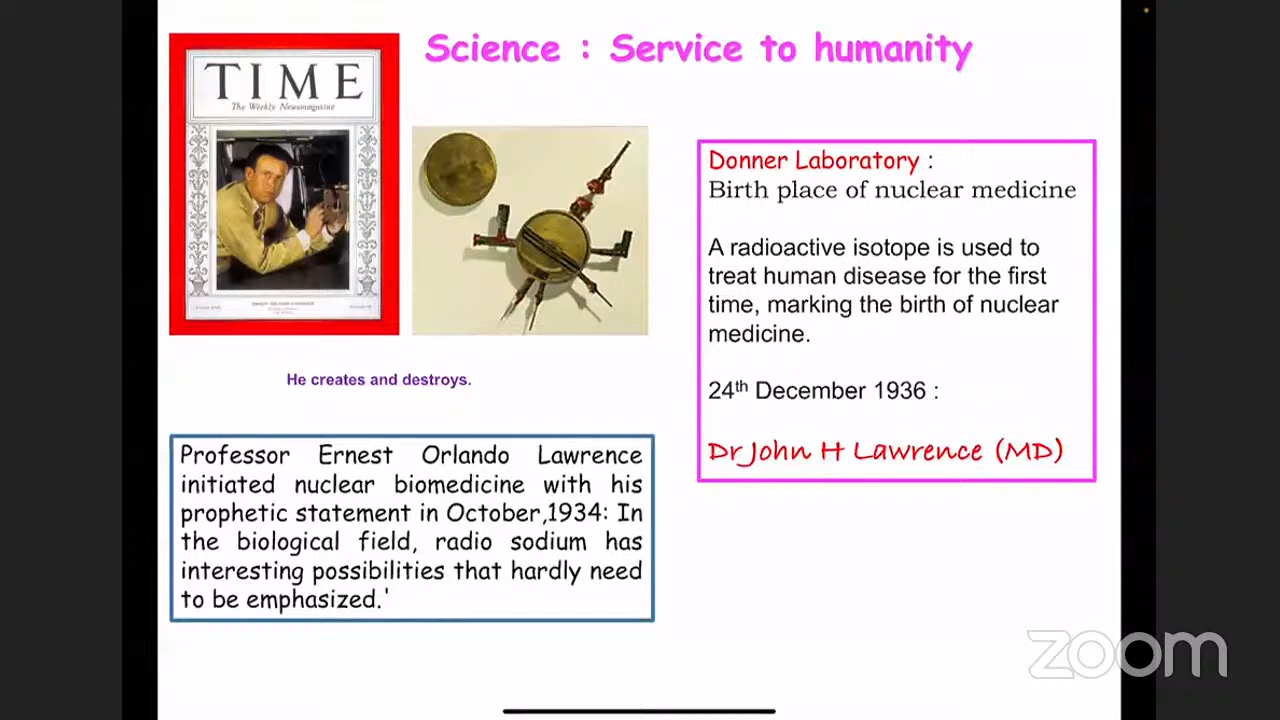 Science : Service to humanity
TIME
The Weekly Newsmagazine
He creates and destroys.
Professor Ernest Orlando Lawrence
initiated nuclear biomedicine with his
prophetic statement in October,1934: In
the biological field, radio sodium has
interesting possibilities that hardly need
to be emphasized.'
Donner Laboratory :
Birth place of nuclear medicine
A radioactive isotope is used to
treat human disease for the first
time, marking the birth of nuclear
medicine.
24th December 1936 :
Dr John H Lawrence (MD)
zoom